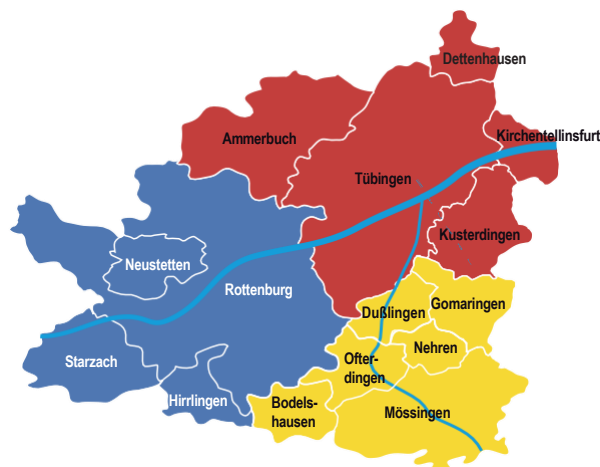 Dettenhausen
Kirchentellinsfurt
Ammerbuch
Tübingen
Kusterdingen
Neustetten
Rottenburg
Gomaringen
Dußlingen
Nehren
Ofter-
dingen
Starzach
Hirrlingen
Bodels-
hausen
Mössingen